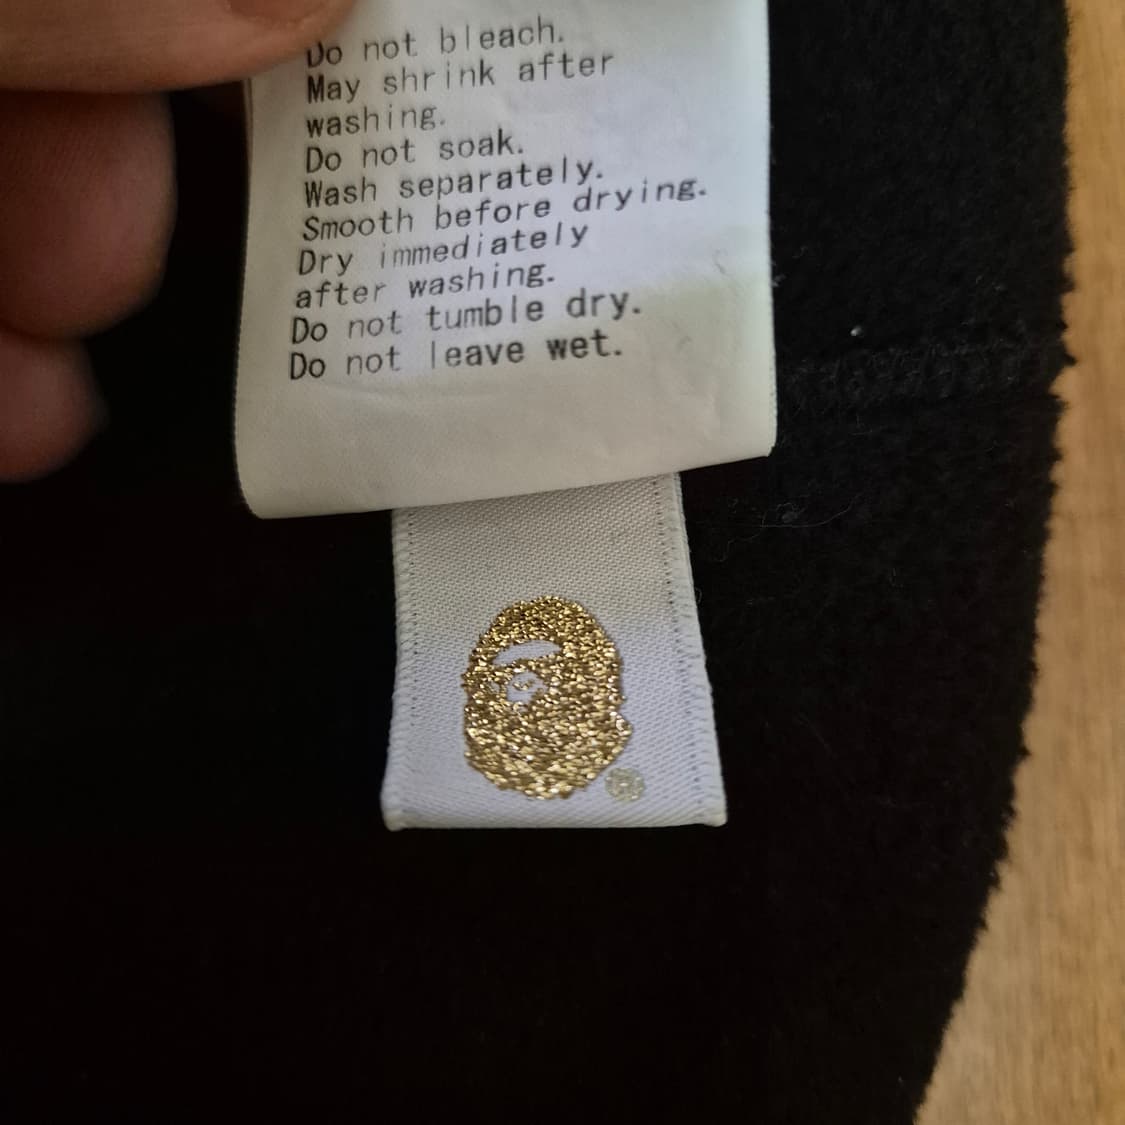 Do not bleach.
May shrink after
washing.
Do not soak.
Wash separately.
Smooth before drying.
Dry immediately
after washing.
Do not tumble dry.
Do not leave wet.